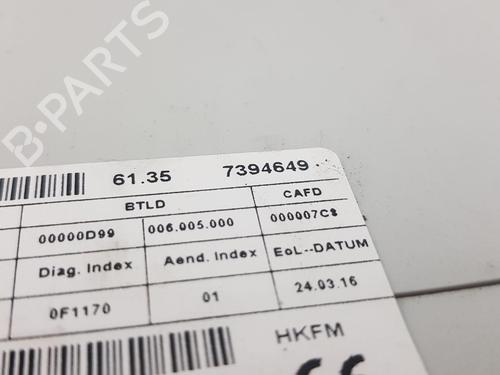 B-PARTS
61.35 7394649
BTLD CAFD
00000D99 006.005.000 000007C8
Diag. Index Aend. Index EoL--DATUM
0F1170 01 24.03.16
HKFM